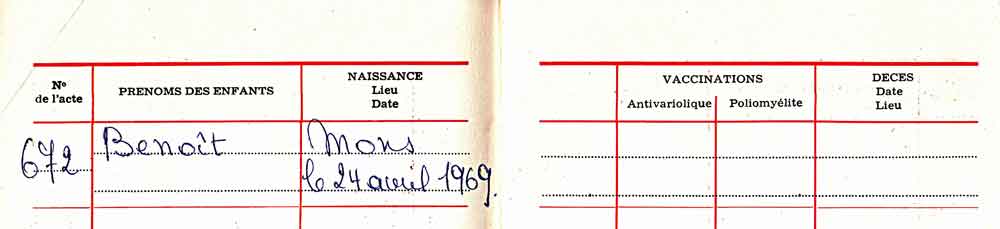 Nº
de l'acte
PRENOMS DES ENFANTS
NAISSANCE
Lieu
Date
672
Benoît
Mons
le 24 avril 1969.
VACCINATIONS
Antivariolique
Poliomyélite
DECES
Date
Lieu